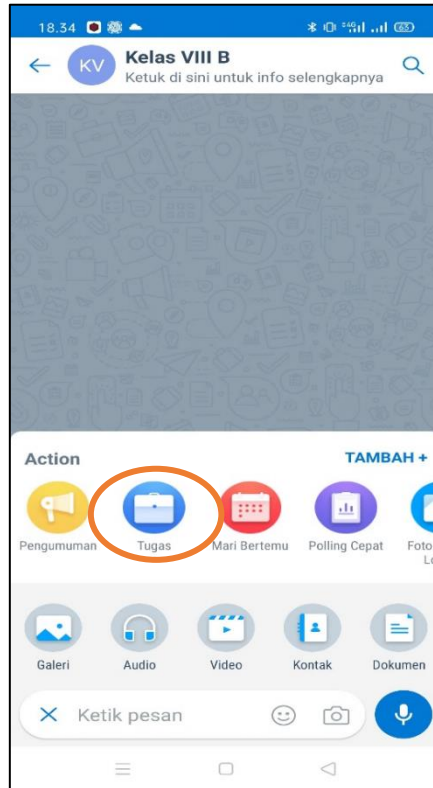 18.34
63
KV
Kelas VIII B
Ketuk di sini untuk info selengkapnya
Action
TAMBAH +
Pengumuman
Tugas
Mari Bertemu
Polling Cepat
Foto
Galeri
Audio
Video
Kontak
Dokumen
Ketik pesan